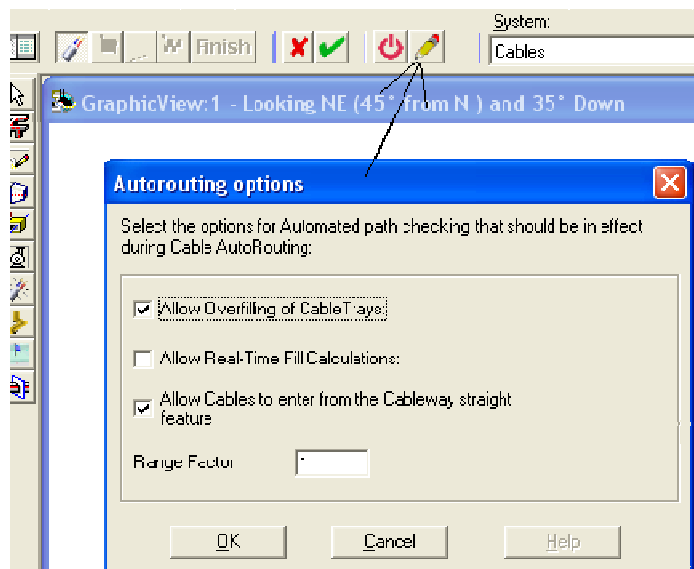 System:
Finish
Cables
GraphicView:1 - Looking NE (45° from N ) and 35° Down
Autorouting options
Select the options for Automated path checking that should be in effect
during Cable AutoRouting:
Allow Overfilling of CableTrays:
Allow Real-Time Fill Calculations:
Allow Cables to enter from the Cableway straight
feature
Range Factor
OK
Cancel
Help